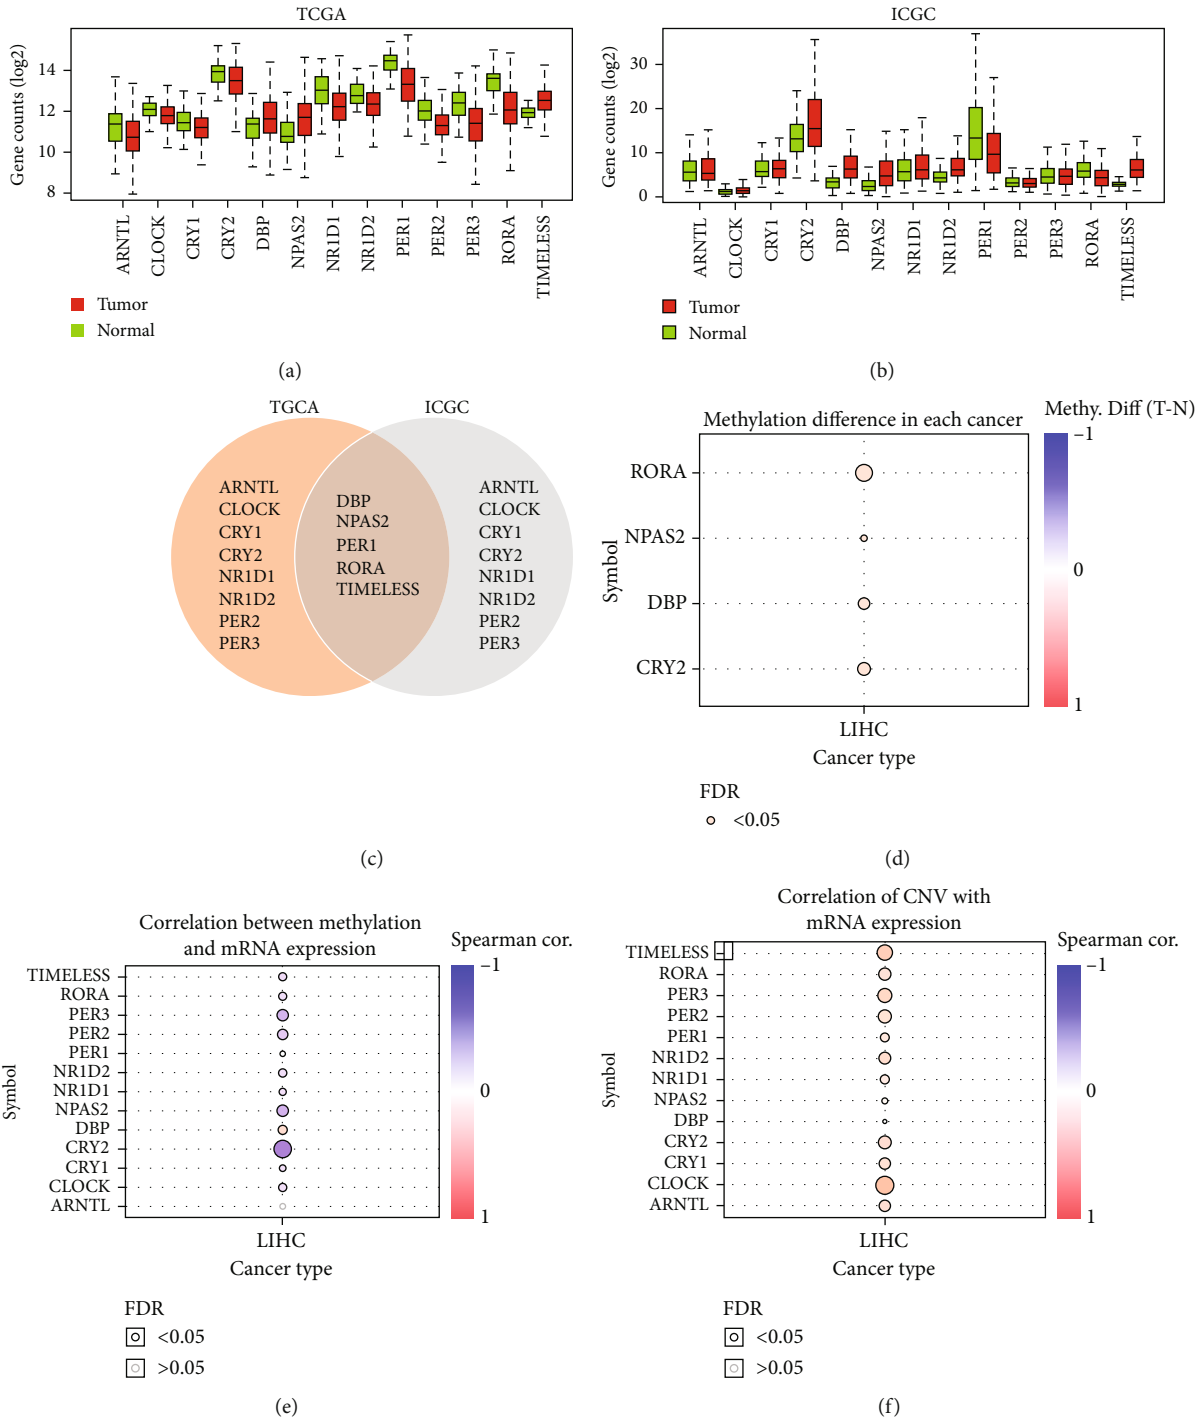 TCGA
Gene counts (log2)
14
12
10
8
ARNTL
CLOCK
CRY1
CRY2
DBP
NPAS2
NR1D1
NR1D2
PER1
PER2
PER3
RORA
TIMELESS
Tumor
Normal
(a)
ICGC
Gene counts (log2)
30
20
10
0
ARNTL
CLOCK
CRY1
CRY2
DBP
NPAS2
NR1D1
NR1D2
PER1
PER2
PER3
RORA
TIMELESS
Tumor
Normal
(b)
TGCA
ICGC
ARNTL
CLOCK
CRY1
CRY2
NR1D1
NR1D2
PER2
PER3
DBP
NPAS2
PER1
RORA
TIMELESS
ARNTL
CLOCK
CRY1
CRY2
NR1D1
NR1D2
PER2
PER3
(c)
Methylation difference in each cancer
Methy. Diff (T-N)
–1
0
1
Symbol
RORA
NPAS2
DBP
CRY2
LIHC
Cancer type
FDR
<0.05
(d)
Correlation between methylation
and mRNA expression
Spearman cor.
–1
0
1
Symbol
TIMELESS
RORA
PER3
PER2
PER1
NR1D2
NR1D1
NPAS2
DBP
CRY2
CRY1
CLOCK
ARNTL
LIHC
Cancer type
FDR
<0.05
>0.05
(e)
Correlation of CNV with
mRNA expression
Spearman cor.
–1
0
1
Symbol
TIMELESS
RORA
PER3
PER2
PER1
NR1D2
NR1D1
NPAS2
DBP
CRY2
CRY1
CLOCK
ARNTL
LIHC
Cancer type
FDR
<0.05
>0.05
(f)